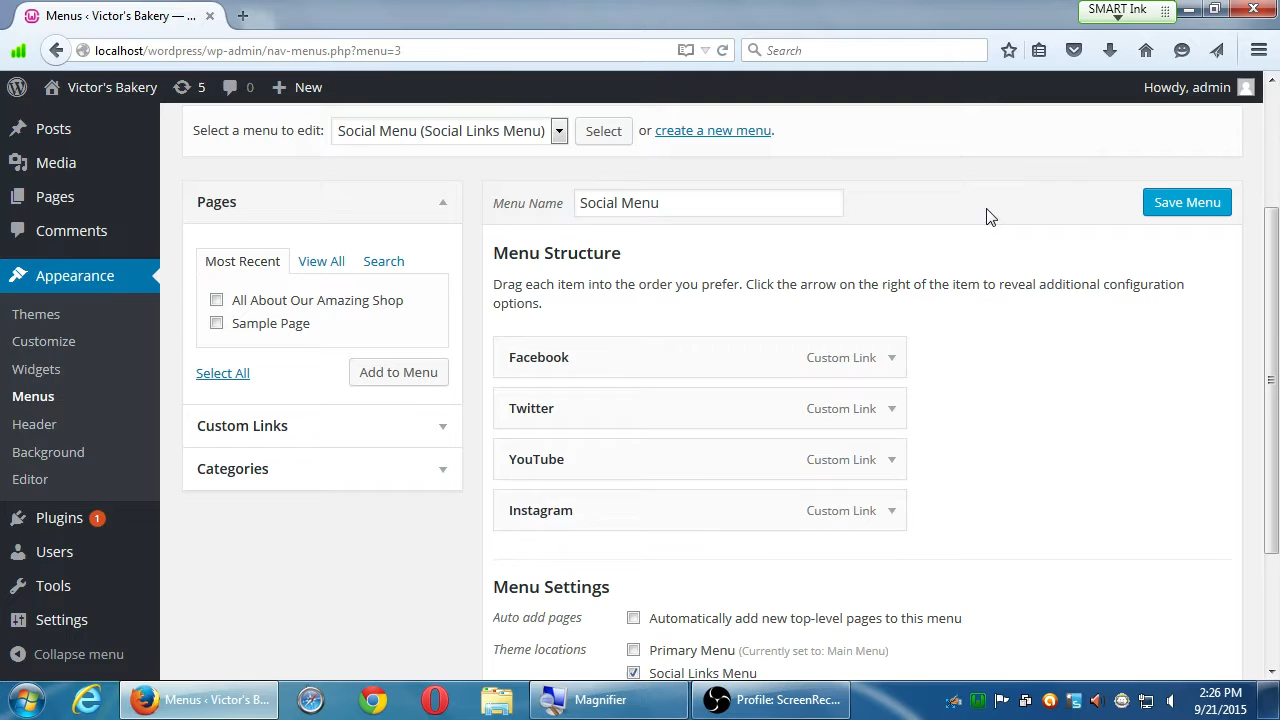 Menus ‹ Victor's Bakery — ...
SMART Ink
localhost/wordpress/wp-admin/nav-menus.php?menu=3
Search
Victor's Bakery 5 0 New Howdy, admin
Posts
Media
Pages
Comments
Appearance
Themes
Customize
Widgets
Menus
Header
Background
Editor
Plugins 1
Users
Tools
Settings
Collapse menu
Select a menu to edit: Social Menu (Social Links Menu) Select or create a new menu.
Pages
Most Recent View All Search
All About Our Amazing Shop
Sample Page
Select All Add to Menu
Custom Links
Categories
Menu Name Social Menu Save Menu
Menu Structure
Drag each item into the order you prefer. Click the arrow on the right of the item to reveal additional configuration
options.
Facebook Custom Link
Twitter Custom Link
YouTube Custom Link
Instagram Custom Link
Menu Settings
Auto add pages Automatically add new top-level pages to this menu
Theme locations Primary Menu (Currently set to: Main Menu)
Social Links Menu
Menus ‹ Victor's B... Magnifier Profile: ScreenRec...
2:26 PM
9/21/2015